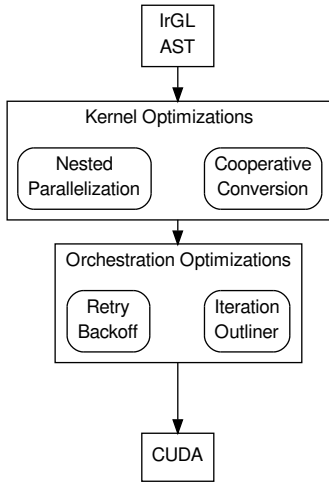 IrGL
AST
Kernel Optimizations
Nested
Parallelization
Cooperative
Conversion
Orchestration Optimizations
Retry
Backoff
Iteration
Outliner
CUDA